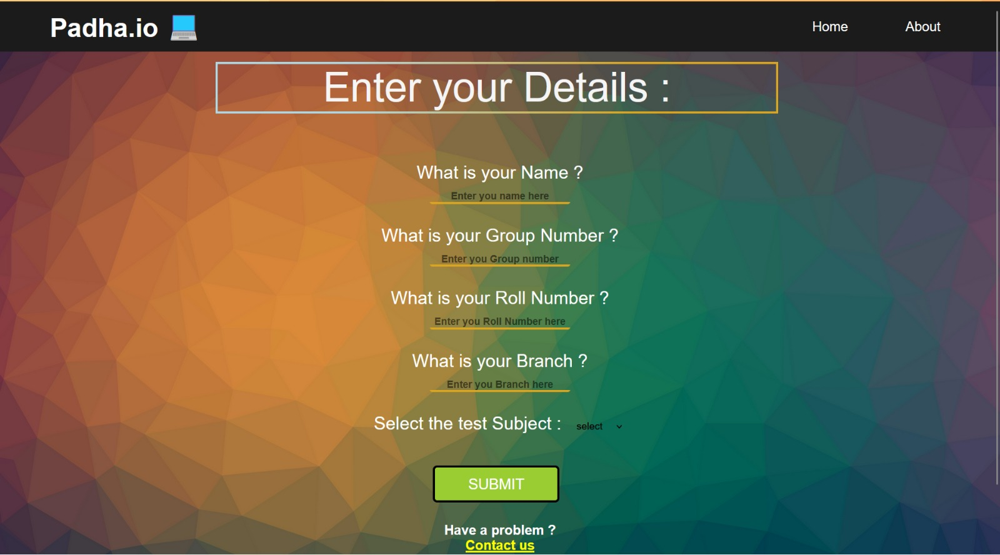 Padha.io
Home
About
Enter your Details :
What is your Name ?
Enter you name here
What is your Group Number ?
Enter you Group number
What is your Roll Number ?
Enter you Roll Number here
What is your Branch ?
Enter you Branch here
Select the test Subject : select
SUBMIT
Have a problem ?
Contact us